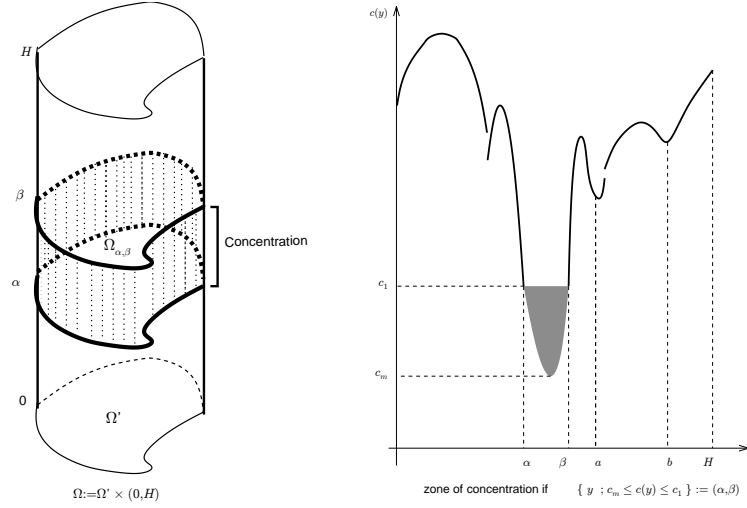 H
β
Ω_{α,β}
Concentration
α
0
Ω'
Ω:=Ω' × (0,H)
c(y)
c_1
c_m
α β a b H
zone of concentration if { y ; c_m ≤ c(y) ≤ c_1 } := (α,β)